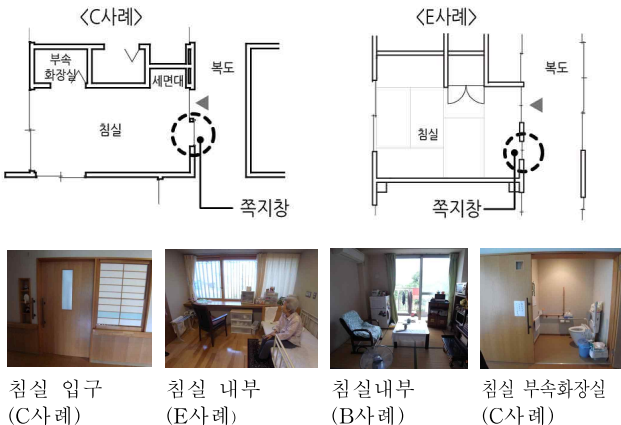 <C사례>
<E사례>
부속
화장실
세면대
복도
침실
쪽지창
복도
침실
쪽지창
침실 입구
(C사례)
침실 내부
(E사례)
침실내부
(B사례)
침실 부속화장실
(C사례)